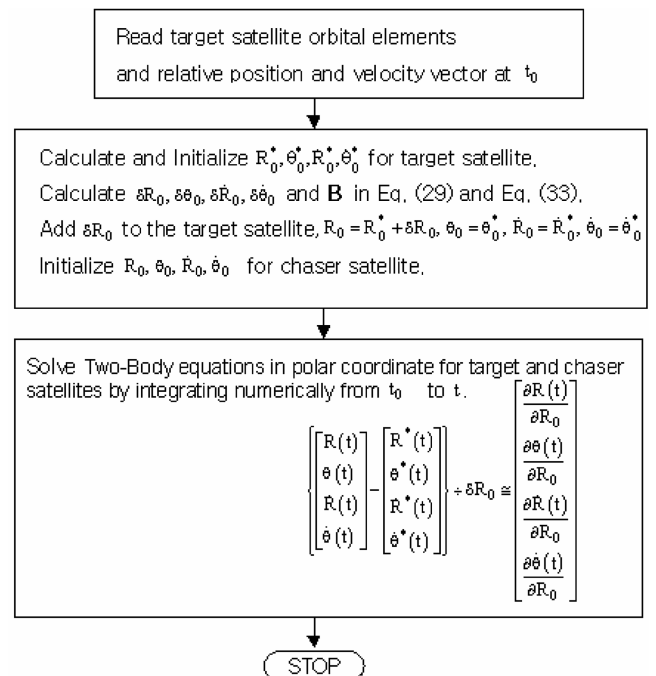 Read target satellite orbital elements
and relative position and velocity vector at t₀
Calculate and Initialize R₀*, θ₀*, Ṙ₀*, θ̇₀* for target satellite.
Calculate δR₀, δθ₀, δṘ₀, δθ̇₀ and B in Eq. (29) and Eq. (33).
Add δR₀ to the target satellite, R₀ = R₀* + δR₀, θ₀ = θ₀*, Ṙ₀ = Ṙ₀*, θ̇₀ = θ̇₀*
Initialize R₀, θ₀, Ṙ₀, θ̇₀ for chaser satellite.
Solve Two-Body equations in polar coordinate for target and chaser
satellites by integrating numerically from t₀ to t.
{[R(t) θ(t) Ṙ(t) θ̇(t)] − [R*(t) θ*(t) Ṙ*(t) θ̇*(t)]} ÷ δR₀ ≅ [∂R(t)/∂R₀ ∂θ(t)/∂R₀ ∂Ṙ(t)/∂R₀ ∂θ̇(t)/∂R₀]
STOP